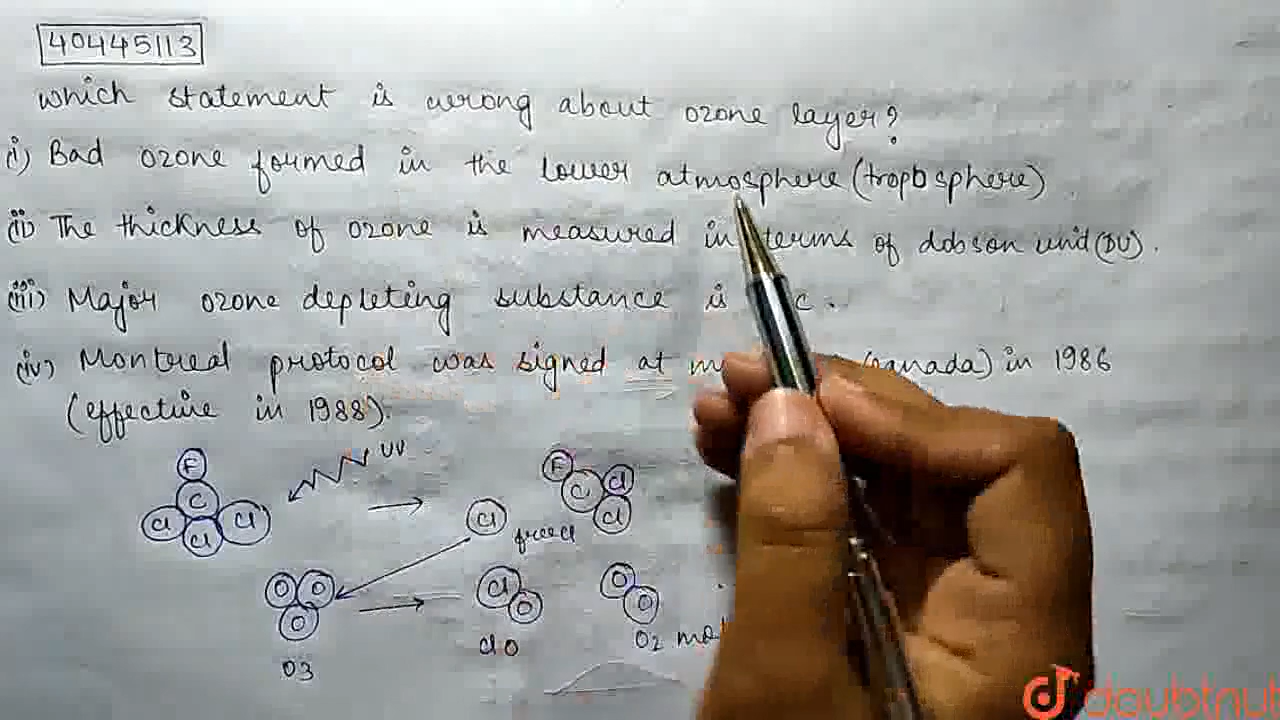 40445113
which statement is wrong about ozone layer?
(i) Bad ozone formed in the lower atmosphere (troposphere)
(ii) The thickness of ozone is measured in terms of dobson unit (DU).
(iii) Major ozone depleting substance is
(iv) Montreal protocol was signed at (canada) in 1986
(effective in 1988).
F
C
Cl Cl Cl
UV
Cl
free cl
F
C
Cl
Cl
O O
O
O3
Cl
O
cl O
O
O
O2
doubtnut